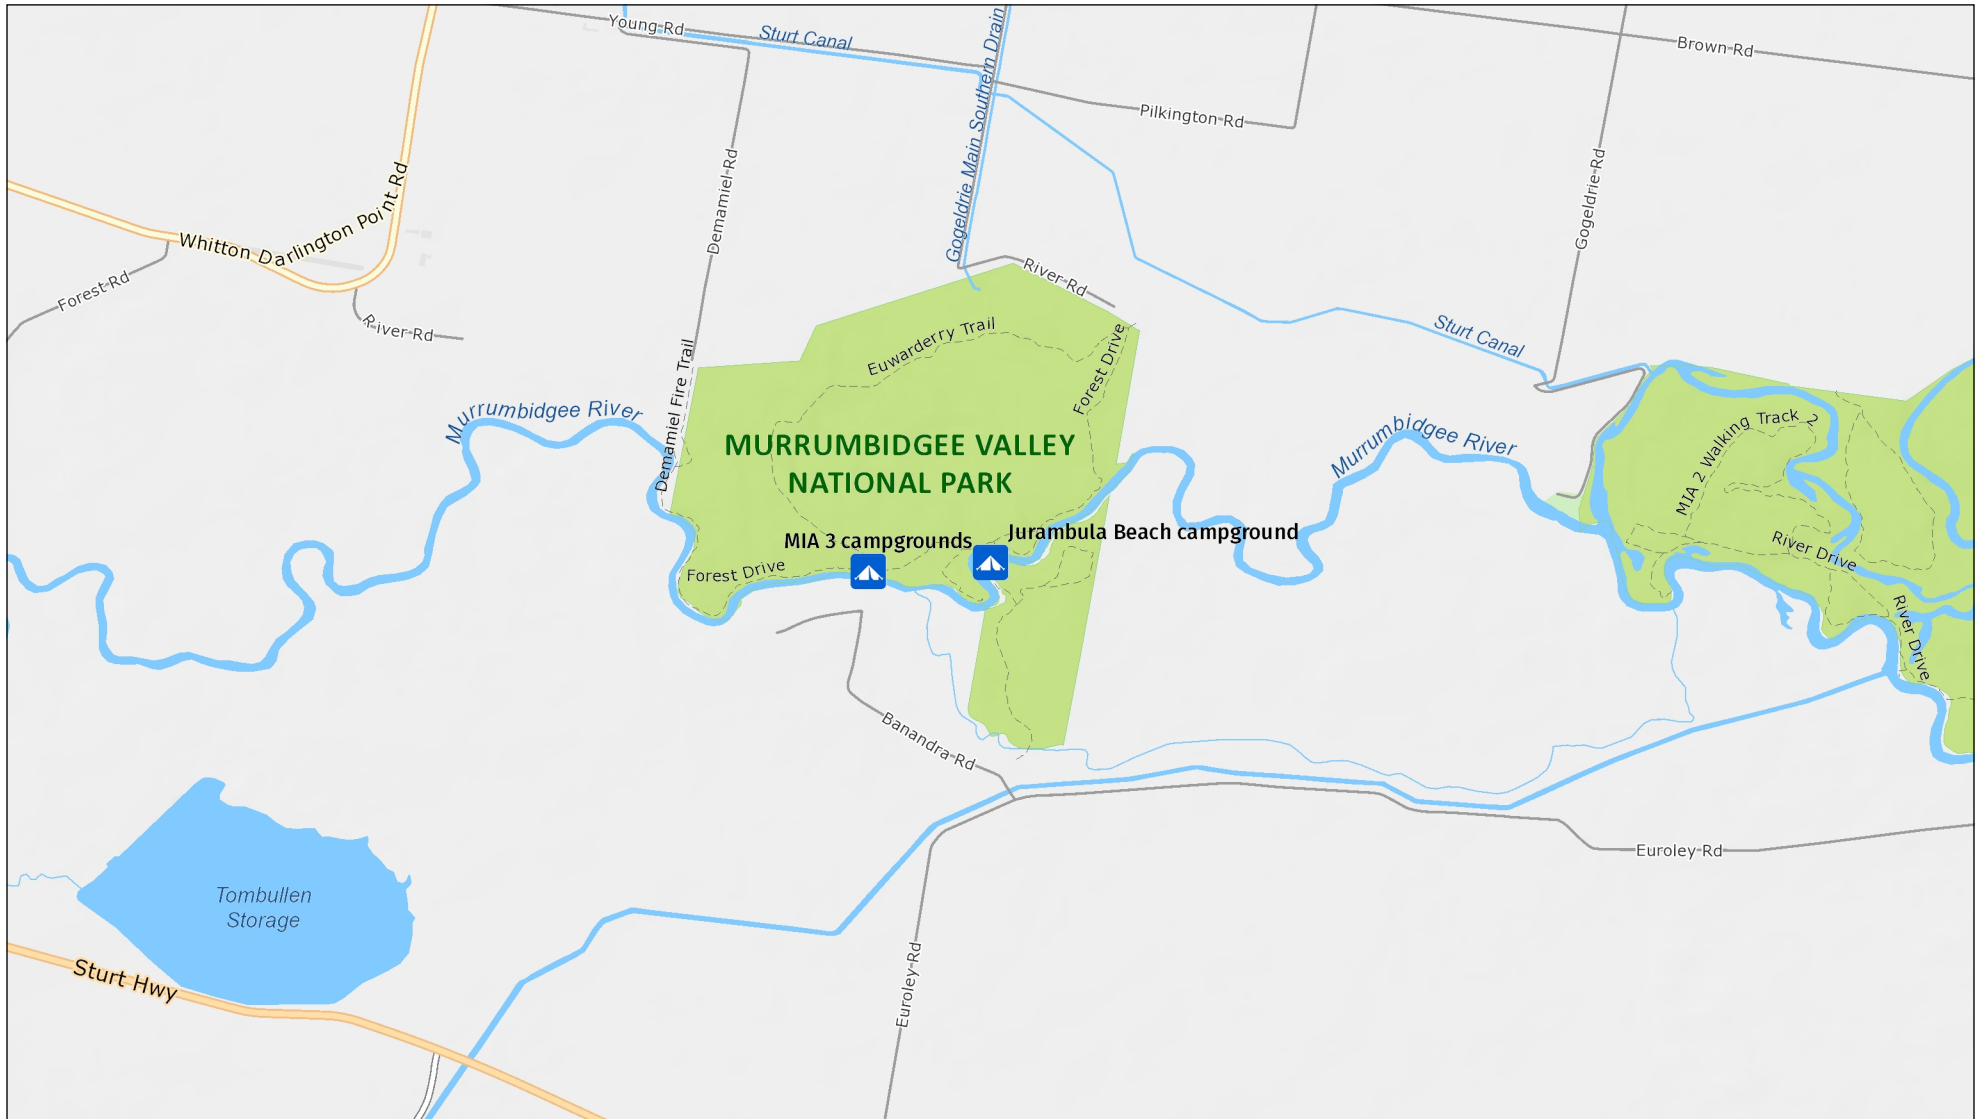 Young Rd
Sturt Canal
Gogeldrie Main Southern Drain
Brown Rd
Pilkington Rd
Demamiel Rd
Gogeldrie Rd
Whitton Darlington Point Rd
Forest Rd
River Rd
River Rd
Euwarderry Trail
Forest Drive
Sturt Canal
Demamiel Fire Trail
Murrumbidgee River
MURRUMBIDGEE VALLEY
NATIONAL PARK
Murrumbidgee River
MIA 2 Walking Track 2
MIA 3 campgrounds
Jurambula Beach campground
Forest Drive
River Drive
River Drive
Banandra Rd
Euroley Rd
Tombullen
Storage
Sturt Hwy
Euroley Rd